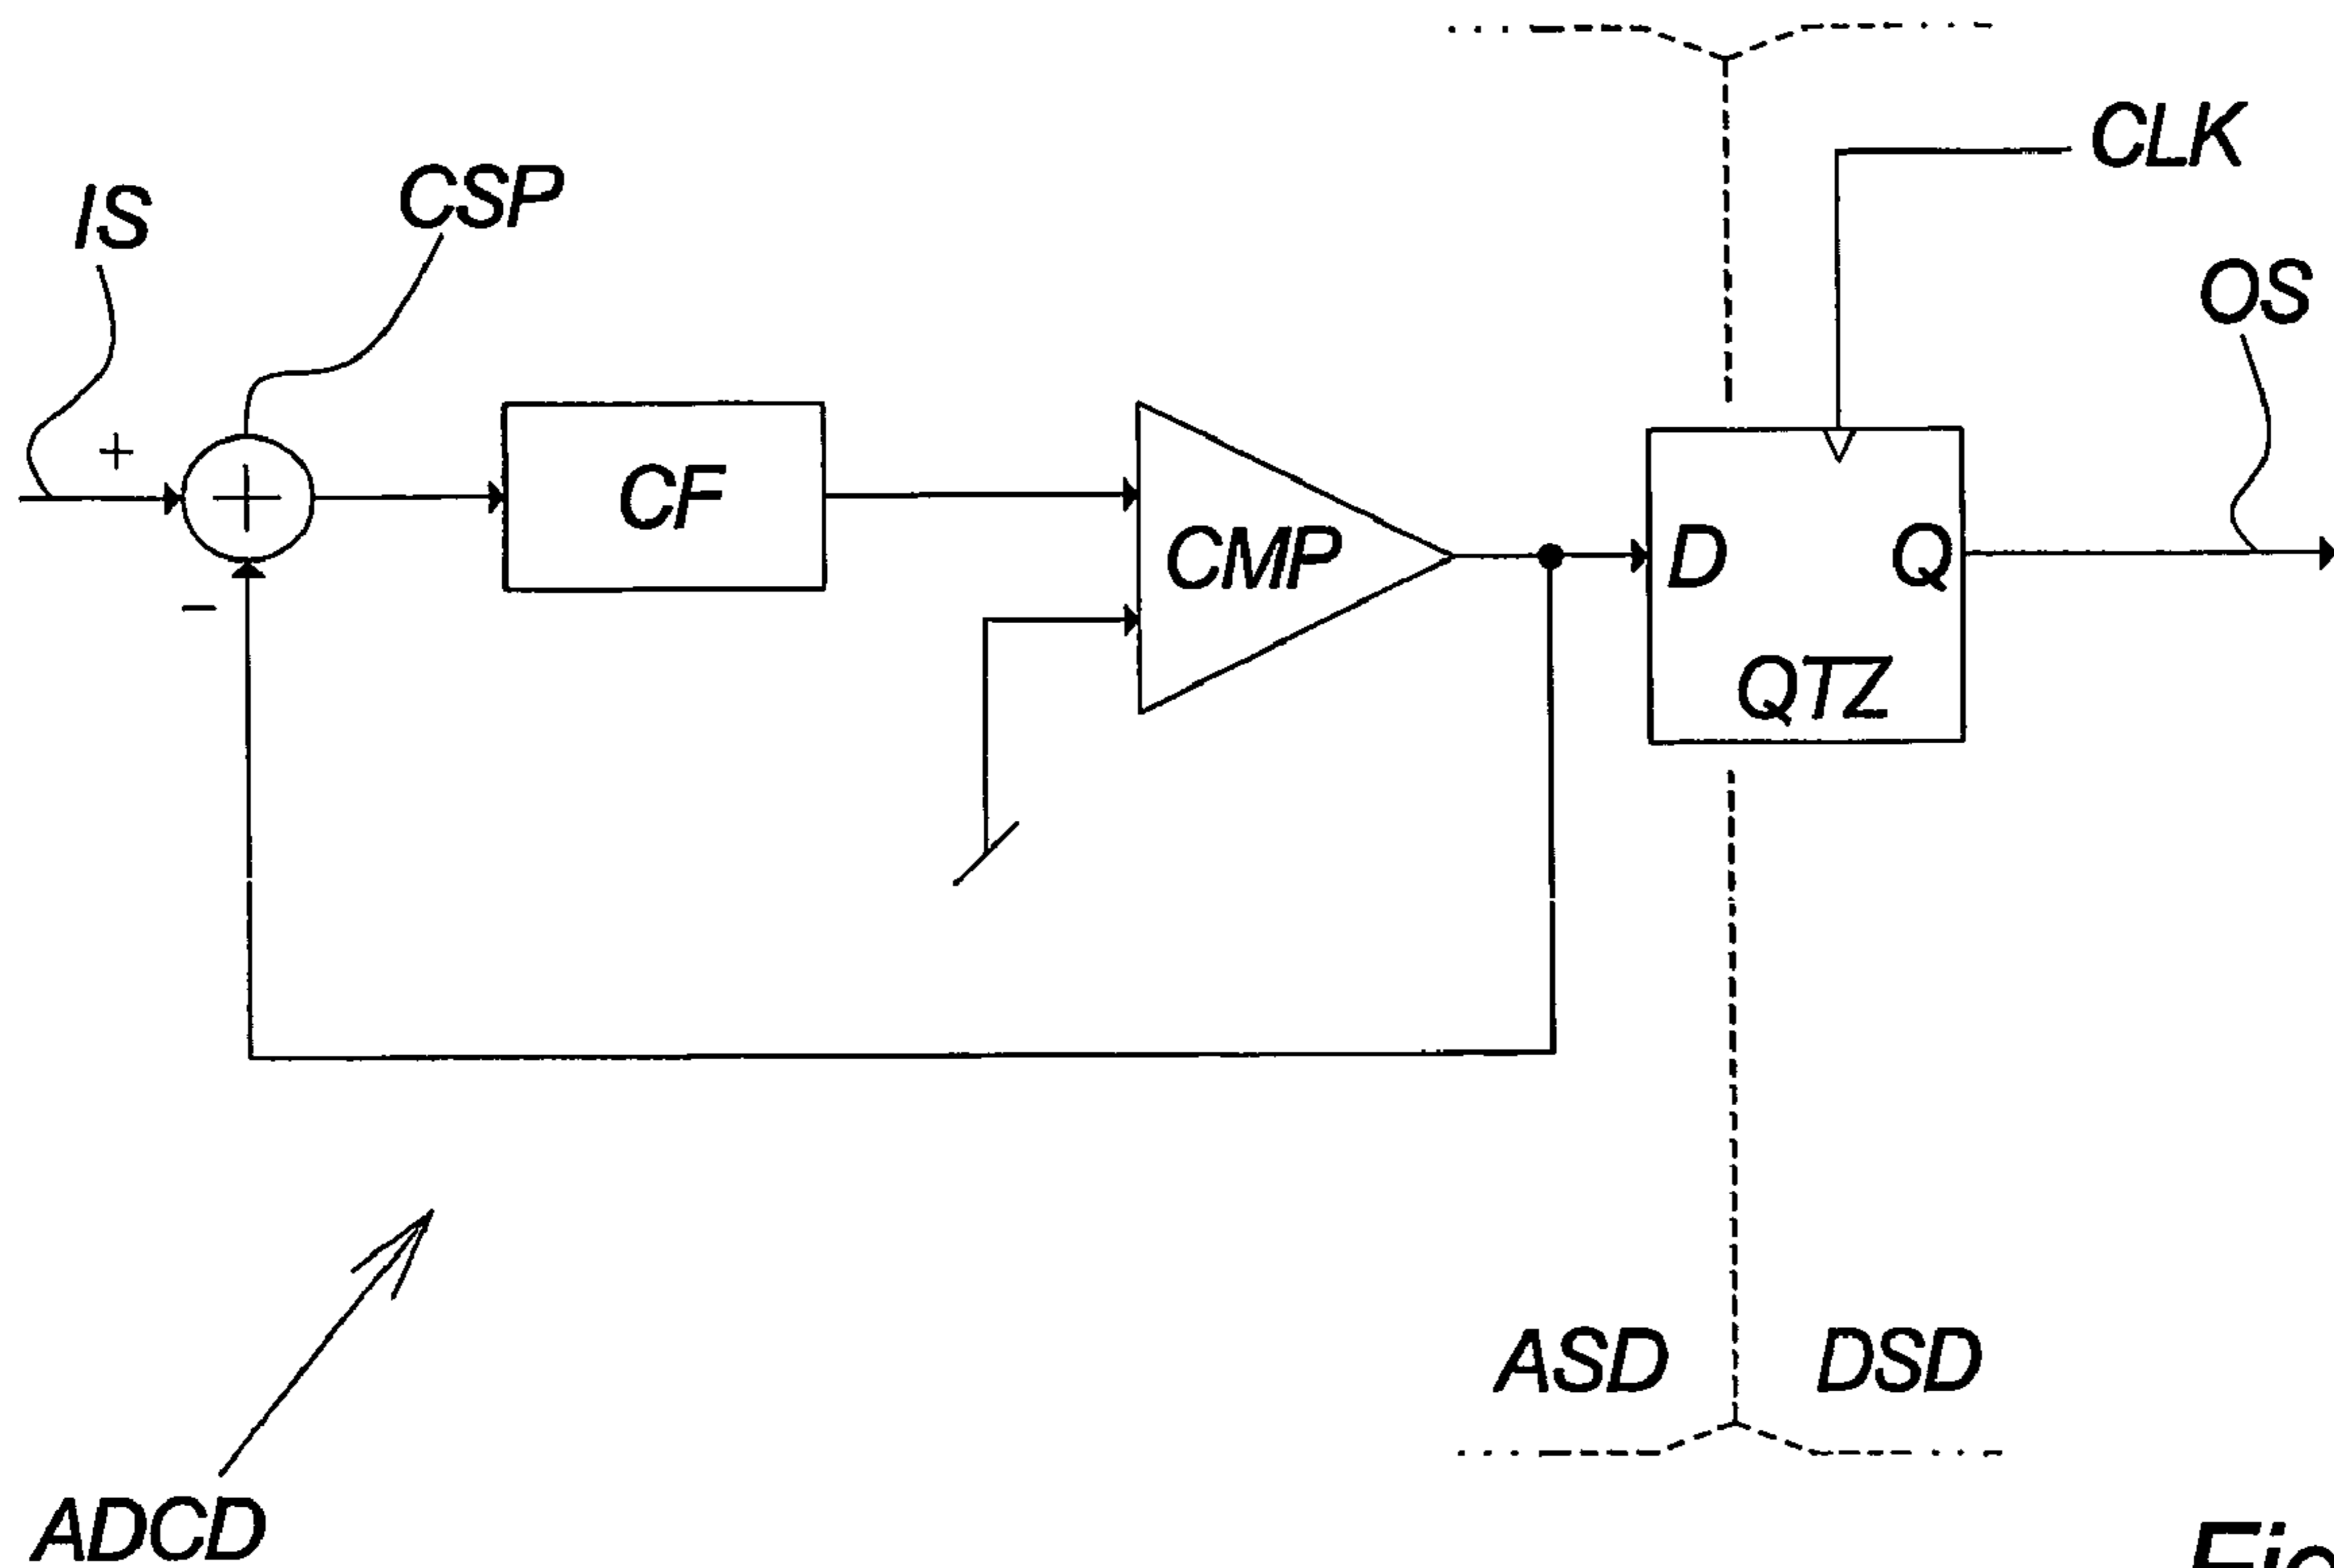 CLK
CSP
IS
OS
+
CF
CMP
D
Q
−
QTZ
ASD
DSD
ADCD